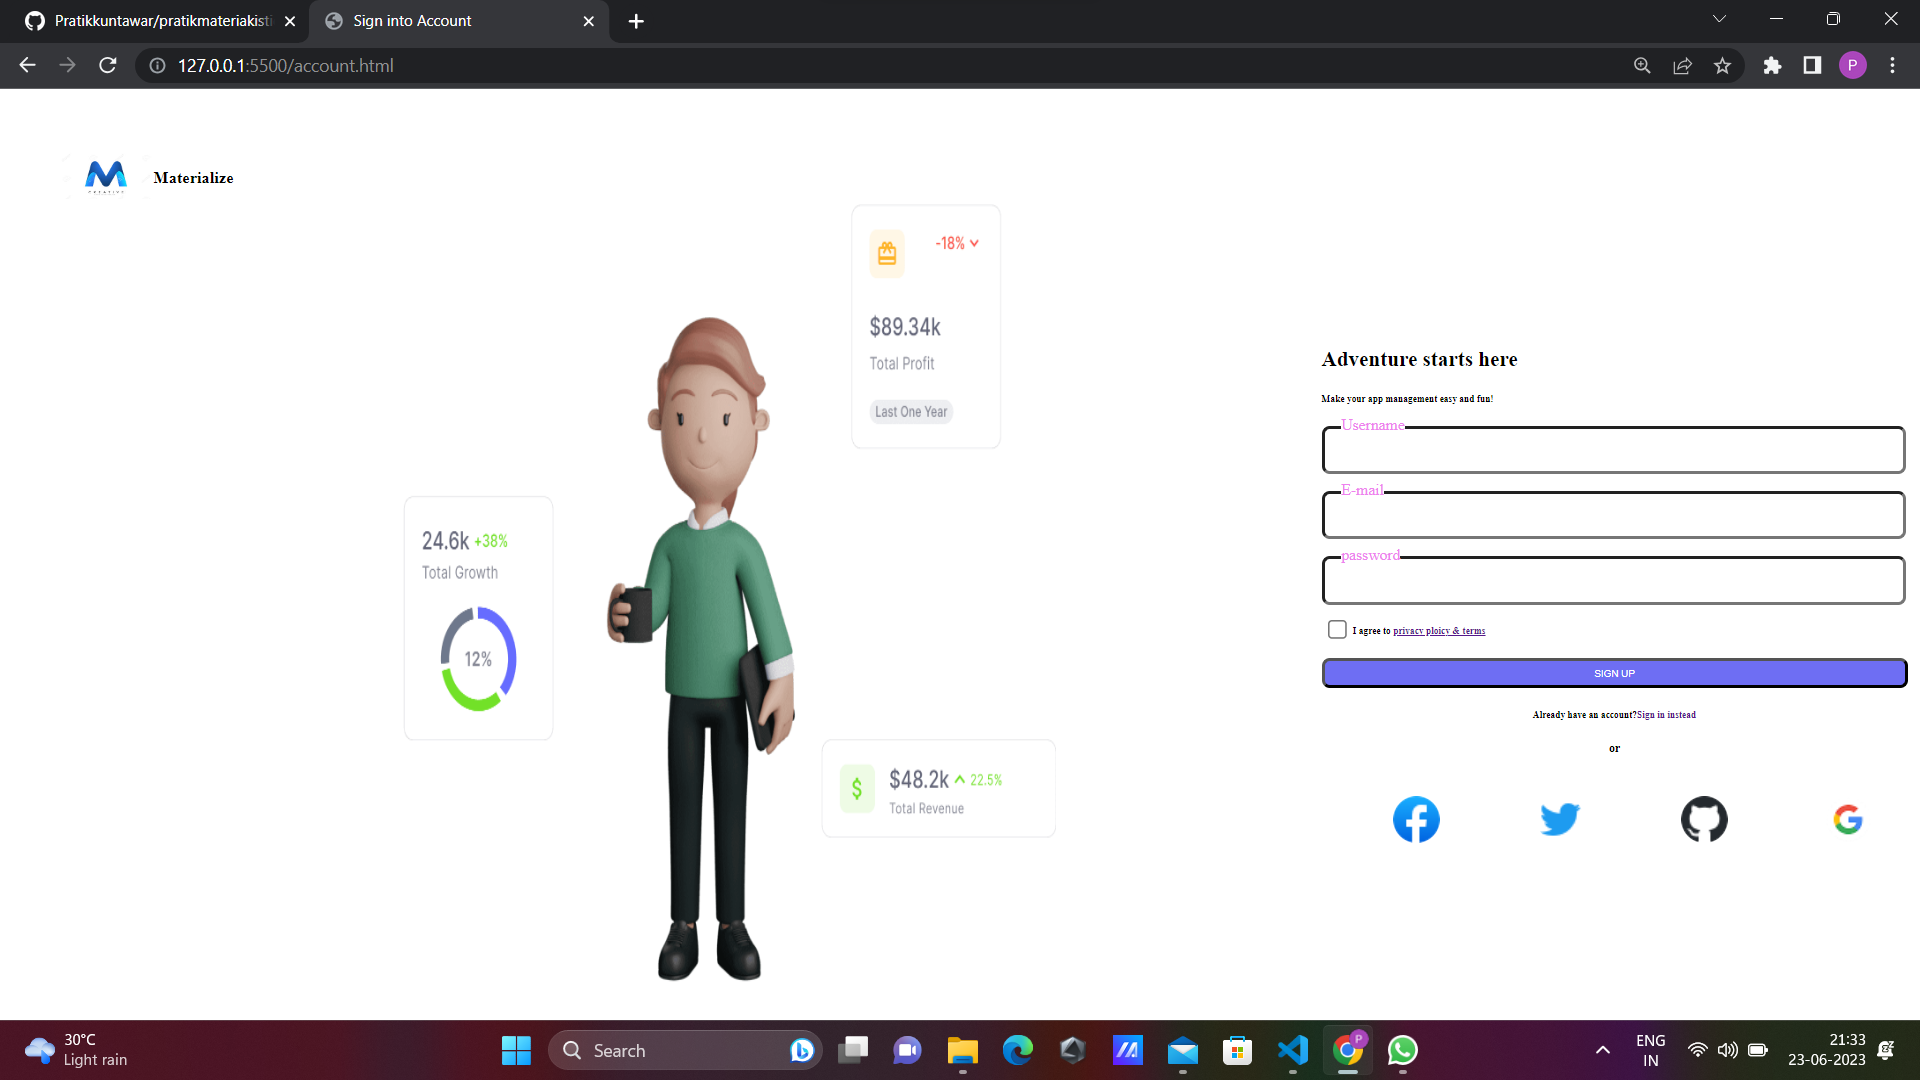 Pratikkuntawar/pratikmateriakisti
Sign into Account
127.0.0.1:5500/account.html
P
Materialize
-18%
$89.34k
Total Profit
Last One Year
24.6k +38%
Total Growth
12%
$48.2k 22.5%
Total Revenue
Adventure starts here
Make your app management easy and fun!
Username
E-mail
password
I agree to privacy ploicy & terms
SIGN UP
Already have an account?Sign in instead
or
30°C
Light rain
Search
P
ENG
IN
21:33
23-06-2023